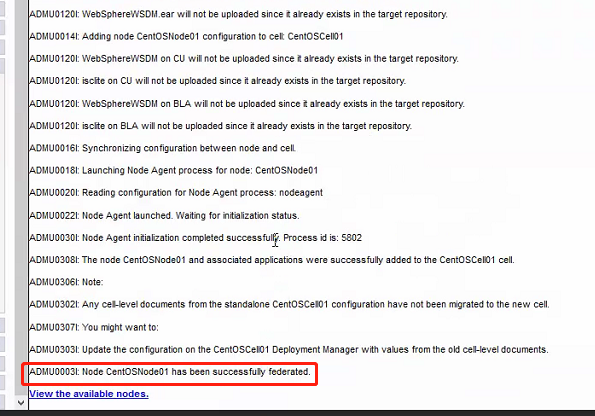 ADMU0120I: WebSphereWSDM.ear will not be uploaded since it already exists in the target repository.
ADMU0014I: Adding node CentOSNode01 configuration to cell: CentOSCell01
ADMU0120I: WebSphereWSDM on CU will not be uploaded since it already exists in the target repository.
ADMU0120I: isclite on CU will not be uploaded since it already exists in the target repository.
ADMU0120I: WebSphereWSDM on BLA will not be uploaded since it already exists in the target repository.
ADMU0120I: isclite on BLA will not be uploaded since it already exists in the target repository.
ADMU0016I: Synchronizing configuration between node and cell.
ADMU0018I: Launching Node Agent process for node: CentOSNode01
ADMU0020I: Reading configuration for Node Agent process: nodeagent
ADMU0022I: Node Agent launched. Waiting for initialization status.
ADMU0030I: Node Agent initialization completed successfully. Process id is: 5802
ADMU0308I: The node CentOSNode01 and associated applications were successfully added to the CentOSCell01 cell.
ADMU0306I: Note:
ADMU0302I: Any cell-level documents from the standalone CentOSCell01 configuration have not been migrated to the new cell.
ADMU0307I: You might want to:
ADMU0303I: Update the configuration on the CentOSCell01 Deployment Manager with values from the old cell-level documents.
ADMU0003I: Node CentOSNode01 has been successfully federated.
View the available nodes.